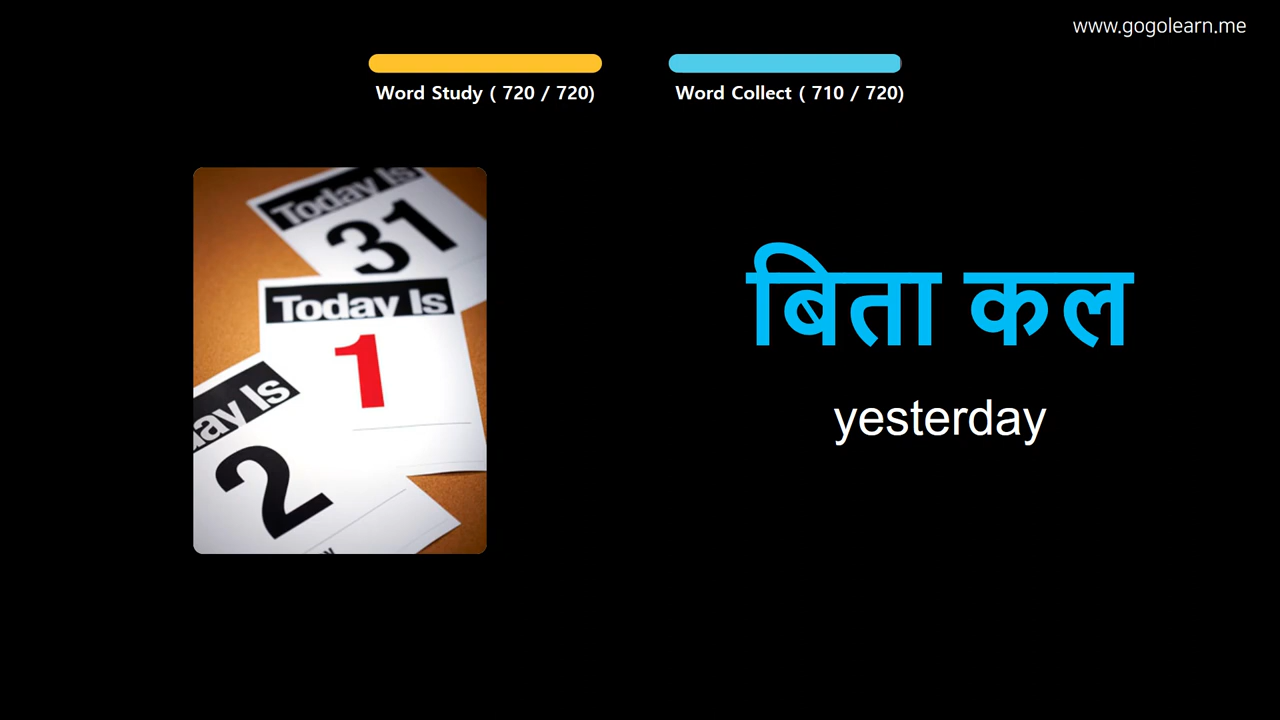 www.gogolearn.me
Word Study ( 720 / 720)
Word Collect ( 710 / 720)
Today Is
31
Today Is
1
ay Is
2
बिता कल
yesterday